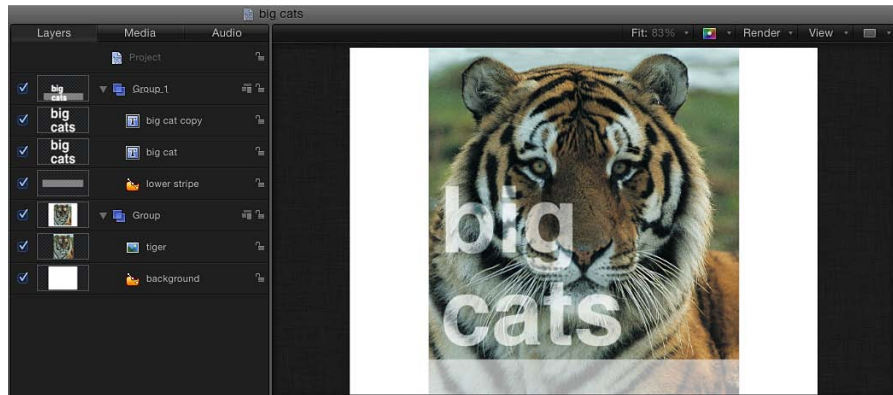 big cats
Layers Media Audio
Fit: 83% Render View
Project
big
cats
Group 1
big
cats
big cat copy
big
cats
big cat
lower stripe
Group
tiger
background
big
cats